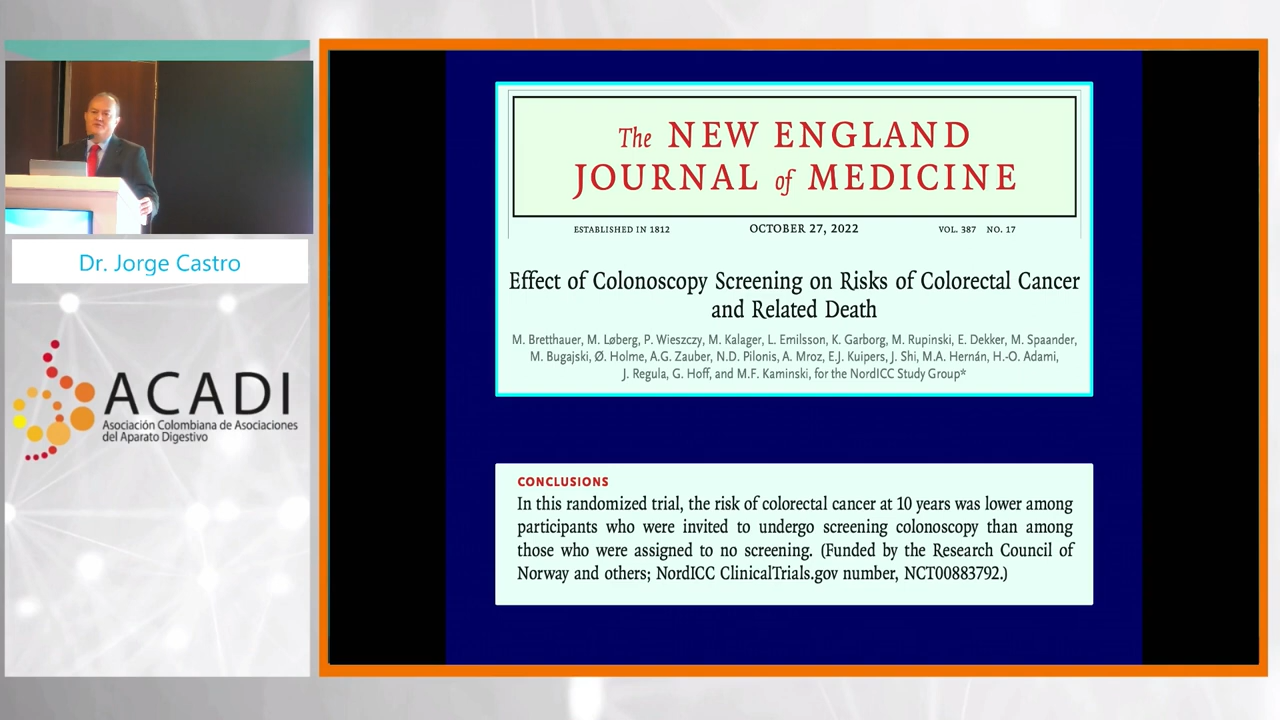 The NEW ENGLAND
JOURNAL of MEDICINE
ESTABLISHED IN 1812 OCTOBER 27, 2022 VOL. 387 NO. 17
Effect of Colonoscopy Screening on Risks of Colorectal Cancer
and Related Death
M. Bretthauer, M. Løberg, P. Wieszczy, M. Kalager, L. Emilsson, K. Garborg, M. Rupinski, E. Dekker, M. Spaander,
M. Bugajski, Ø. Holme, A.G. Zauber, N.D. Pilonis, A. Mroz, E.J. Kuipers, J. Shi, M.A. Hernán, H.-O. Adami,
J. Regula, G. Hoff, and M.F. Kaminski, for the NordICC Study Group*
CONCLUSIONS
In this randomized trial, the risk of colorectal cancer at 10 years was lower among
participants who were invited to undergo screening colonoscopy than among
those who were assigned to no screening. (Funded by the Research Council of
Norway and others; NordICC ClinicalTrials.gov number, NCT00883792.)
Dr. Jorge Castro
ACADI
Asociación Colombiana de Asociaciones
del Aparato Digestivo